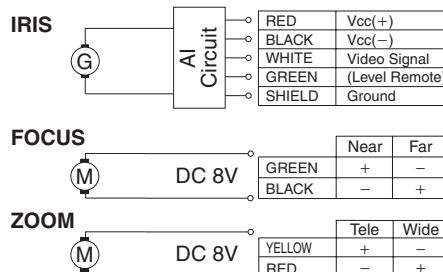 IRIS
G
AI
Circuit
RED Vcc(+)
BLACK Vcc(−)
WHITE Video Signal
GREEN (Level Remote)
SHIELD Ground
FOCUS
Near Far
M
DC 8V
GREEN + −
BLACK − +
ZOOM
Tele Wide
M
DC 8V
YELLOW + −
RED − +